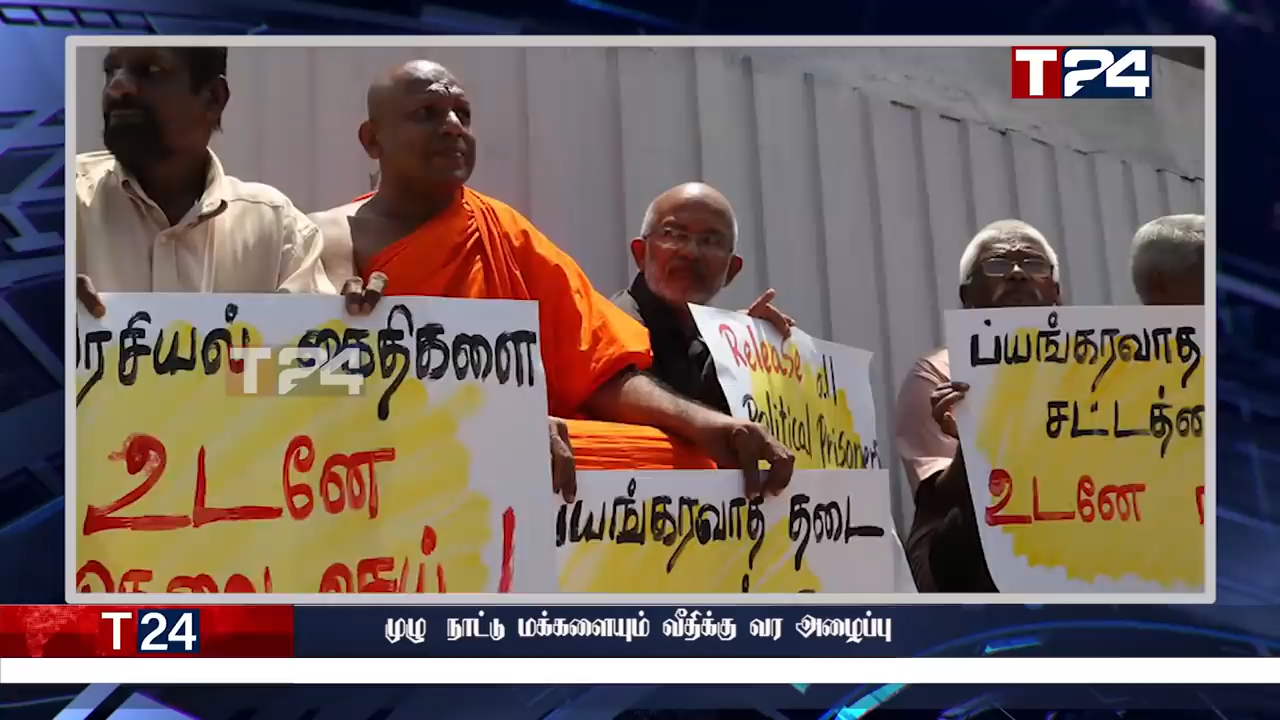 T24
ரசியல் கைதிகளை
உடனே
T24
Release all
Political Prisoners
பயங்கரவாத தடை
ப்யங்கரவாத
சட்டத்தை
உடனே
T24
முழு நாட்டு மக்களையும் வீதிக்கு வர அழைப்பு